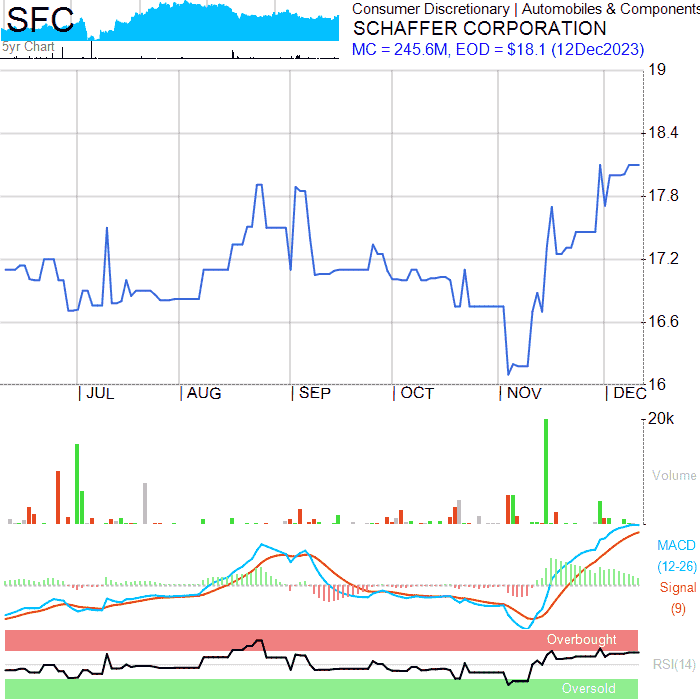 SFC
5yr Chart
Consumer Discretionary | Automobiles & Components
SCHAFFER CORPORATION
MC = 245.6M, EOD = $18.1 (12Dec2023)
19
18.4
17.8
17.2
16.6
16
| JUL | AUG | SEP | OCT | NOV | DEC
20k
Volume
MACD
(12-26)
Signal
(9)
Overbought
RSI(14)
Oversold